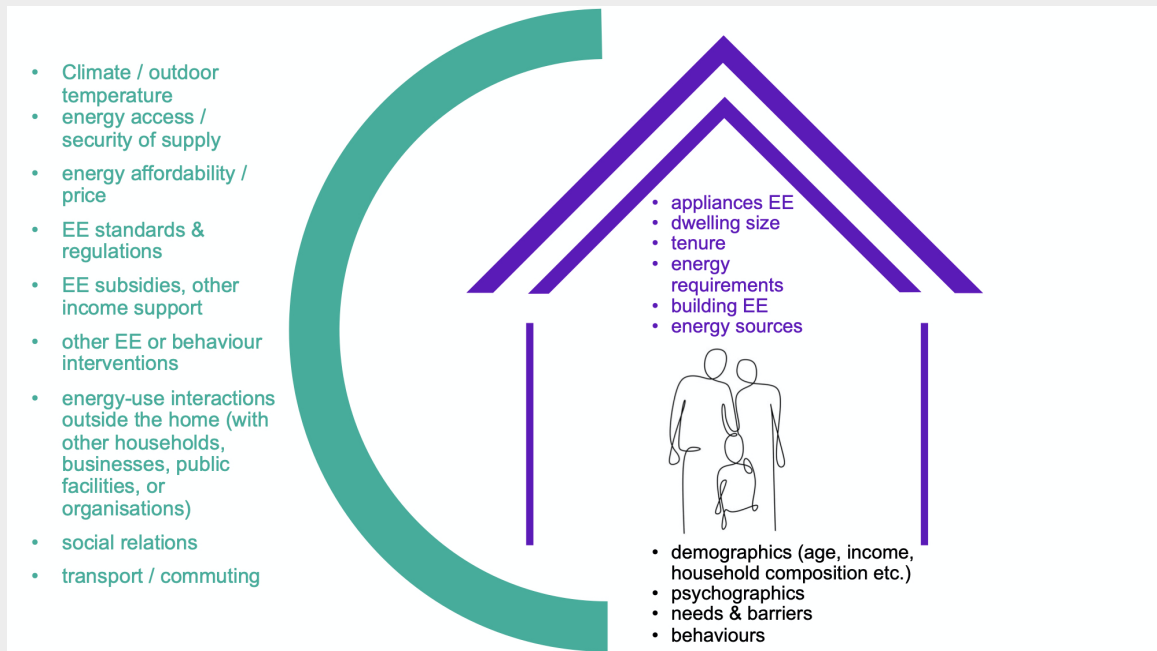 • Climate / outdoor
temperature
• energy access /
security of supply
• energy affordability /
price
• EE standards &
regulations
• EE subsidies, other
income support
• other EE or behaviour
interventions
• energy-use interactions
outside the home (with
other households,
businesses, public
facilities, or
organisations)
• social relations
• transport / commuting
• appliances EE
• dwelling size
• tenure
• energy
requirements
• building EE
• energy sources
• demographics (age, income,
household composition etc.)
• psychographics
• needs & barriers
• behaviours